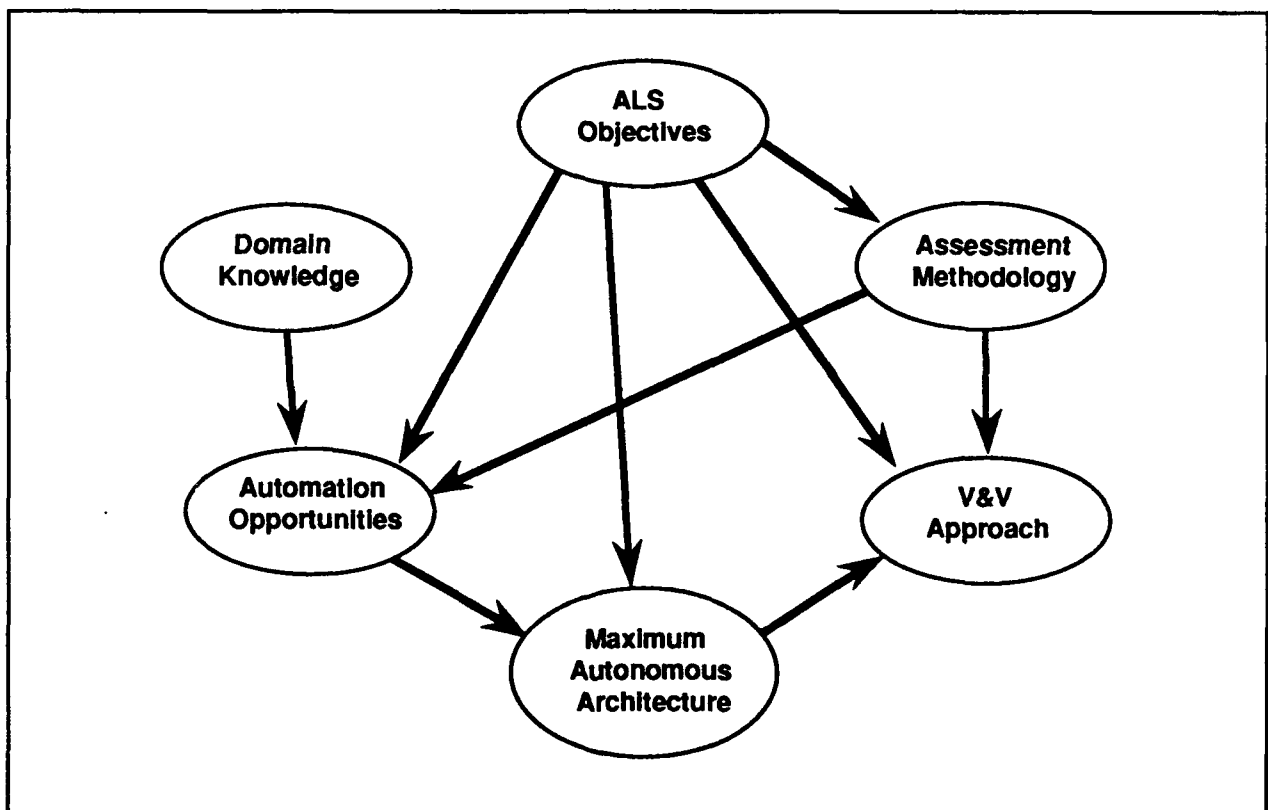 ALS
Objectives
Domain
Knowledge
Assessment
Methodology
Automation
Opportunities
V&V
Approach
Maximum
Autonomous
Architecture